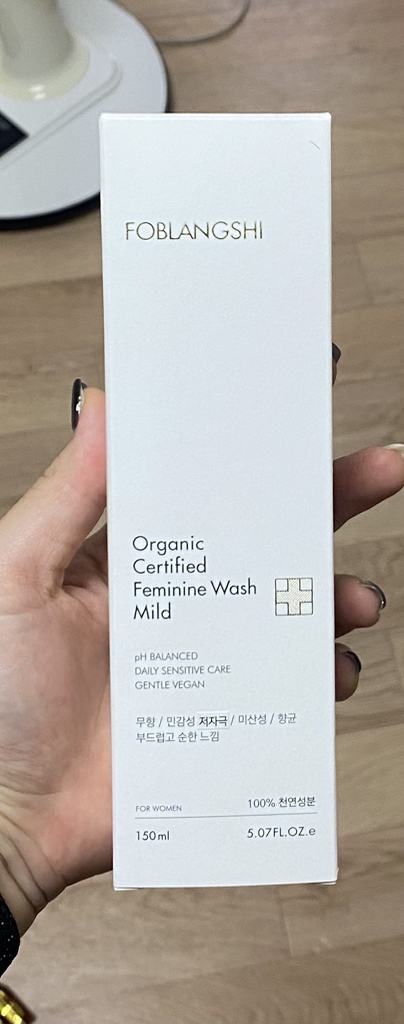 FOBLANGSHI
Organic
Certified
Feminine Wash
Mild
pH BALANCED
DAILY SENSITIVE CARE
GENTLE VEGAN
무향 / 민감성 저자극 / 미산성 / 향균
부드럽고 순한 느낌
FOR WOMEN 100% 천연성분
150ml 5.07FL.OZ.e